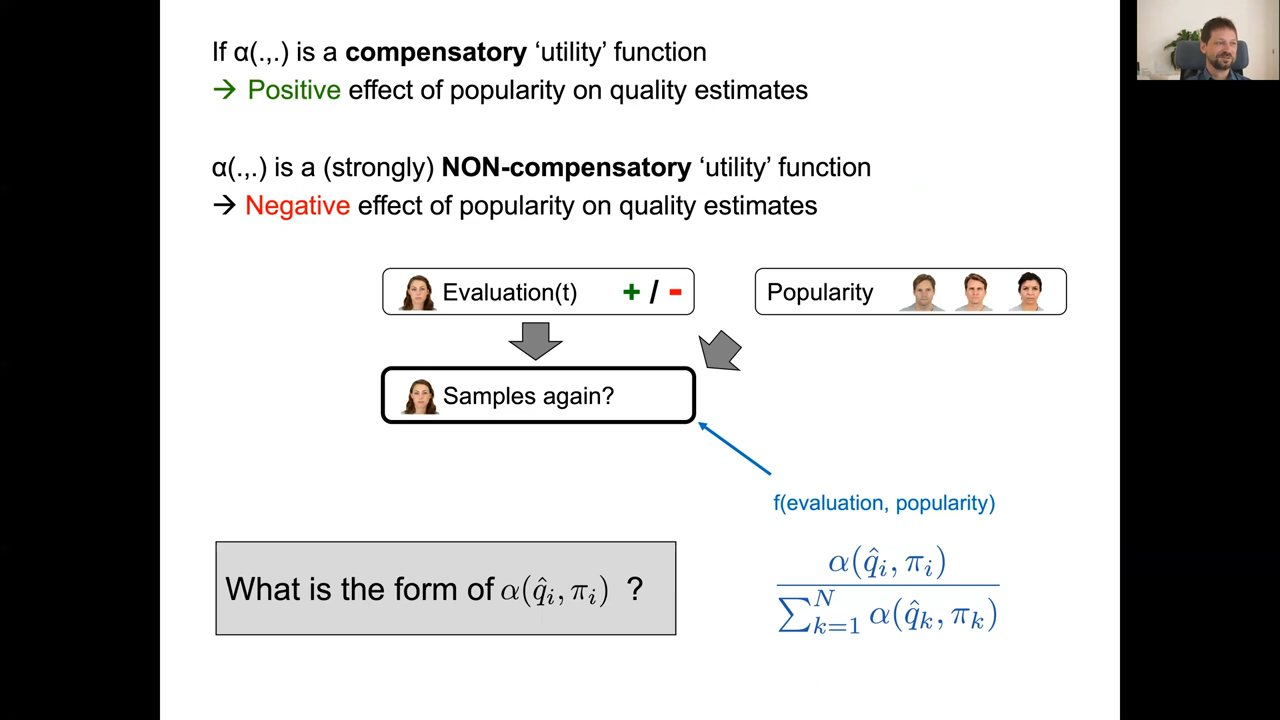 If α(.,.) is a compensatory ‘utility’ function
→ Positive effect of popularity on quality estimates
α(.,.) is a (strongly) NON-compensatory ‘utility’ function
→ Negative effect of popularity on quality estimates
Evaluation(t) + / -
Popularity
Samples again?
f(evaluation, popularity)
What is the form of α(q̂ᵢ, πᵢ) ?
α(q̂ᵢ, πᵢ)
∑ᴺₖ₌₁ α(q̂ₖ, πₖ)